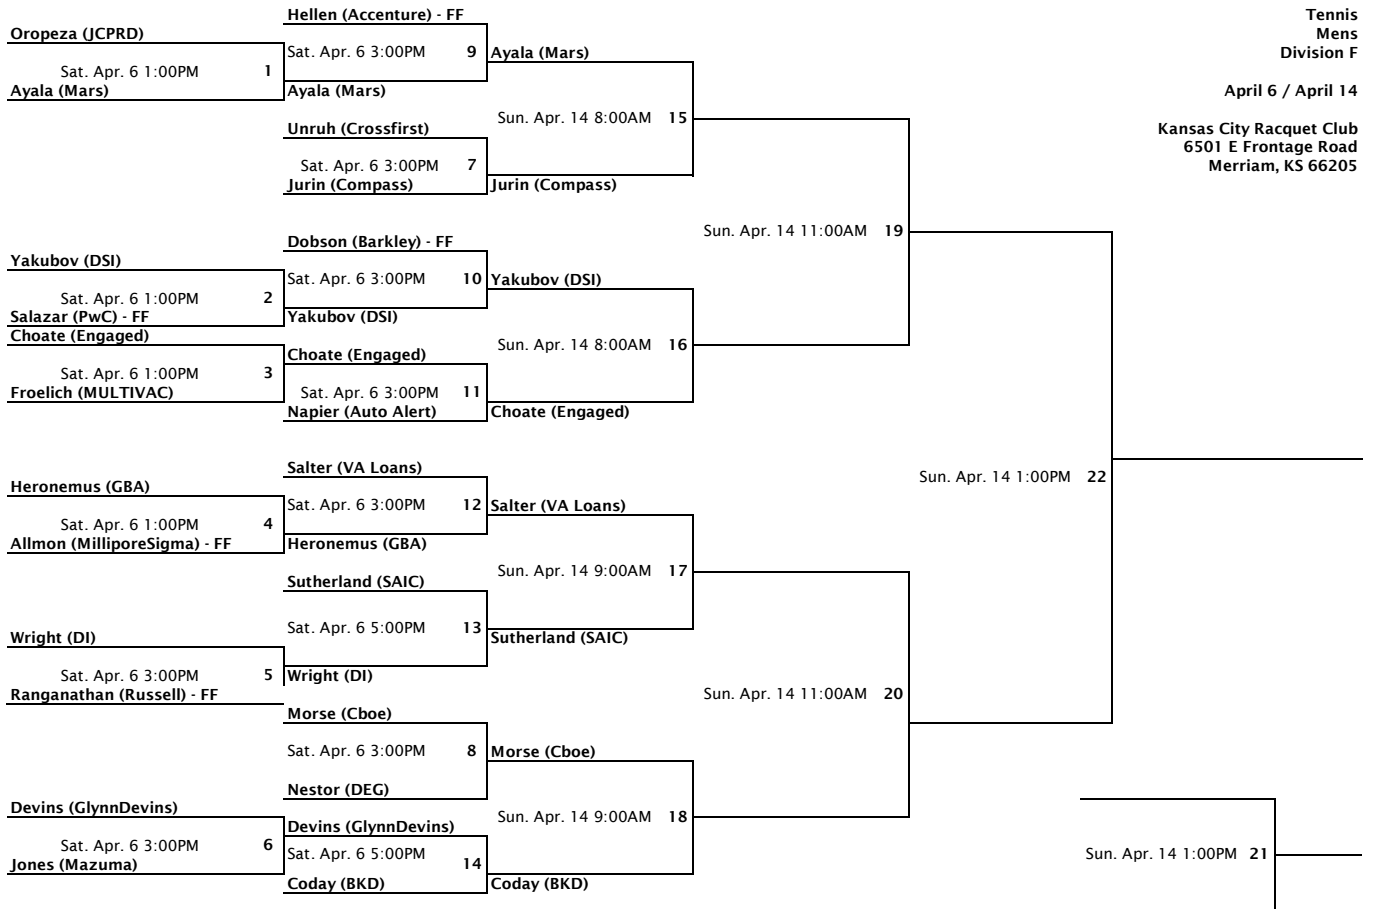 Hellen (Accenture) - FF
Tennis
Oropeza (JCPRD)
Mens
Sat. Apr. 6 3:00PM 9 Ayala (Mars)
Division F
Sat. Apr. 6 1:00PM 1
Ayala (Mars)
Ayala (Mars)
April 6 / April 14
Sun. Apr. 14 8:00AM 15
Unruh (Crossfirst)
Kansas City Racquet Club
6501 E Frontage Road
Sat. Apr. 6 3:00PM 7
Merriam, KS 66205
Jurin (Compass)
Jurin (Compass)
Sun. Apr. 14 11:00AM 19
Dobson (Barkley) - FF
Yakubov (DSI)
Sat. Apr. 6 3:00PM 10 Yakubov (DSI)
Sat. Apr. 6 1:00PM 2
Salazar (PwC) - FF
Yakubov (DSI)
Choate (Engaged)
Sun. Apr. 14 8:00AM 16
Choate (Engaged)
Sat. Apr. 6 1:00PM 3
Froelich (MULTIVAC)
Sat. Apr. 6 3:00PM 11
Napier (Auto Alert)
Choate (Engaged)
Salter (VA Loans)
Sun. Apr. 14 1:00PM 22
Heronemus (GBA)
Sat. Apr. 6 3:00PM 12 Salter (VA Loans)
Sat. Apr. 6 1:00PM 4
Allmon (MilliporeSigma) - FF
Heronemus (GBA)
Sun. Apr. 14 9:00AM 17
Sutherland (SAIC)
Sat. Apr. 6 5:00PM 13
Wright (DI)
Sutherland (SAIC)
Sat. Apr. 6 3:00PM 5
Wright (DI)
Ranganathan (Russell) - FF
Sun. Apr. 14 11:00AM 20
Morse (Cboe)
Sat. Apr. 6 3:00PM 8 Morse (Cboe)
Nestor (DEG)
Devins (GlynnDevins)
Sun. Apr. 14 9:00AM 18
Devins (GlynnDevins)
Sat. Apr. 6 3:00PM 6
Sat. Apr. 6 5:00PM 14
Sun. Apr. 14 1:00PM 21
Jones (Mazuma)
Coday (BKD)
Coday (BKD)